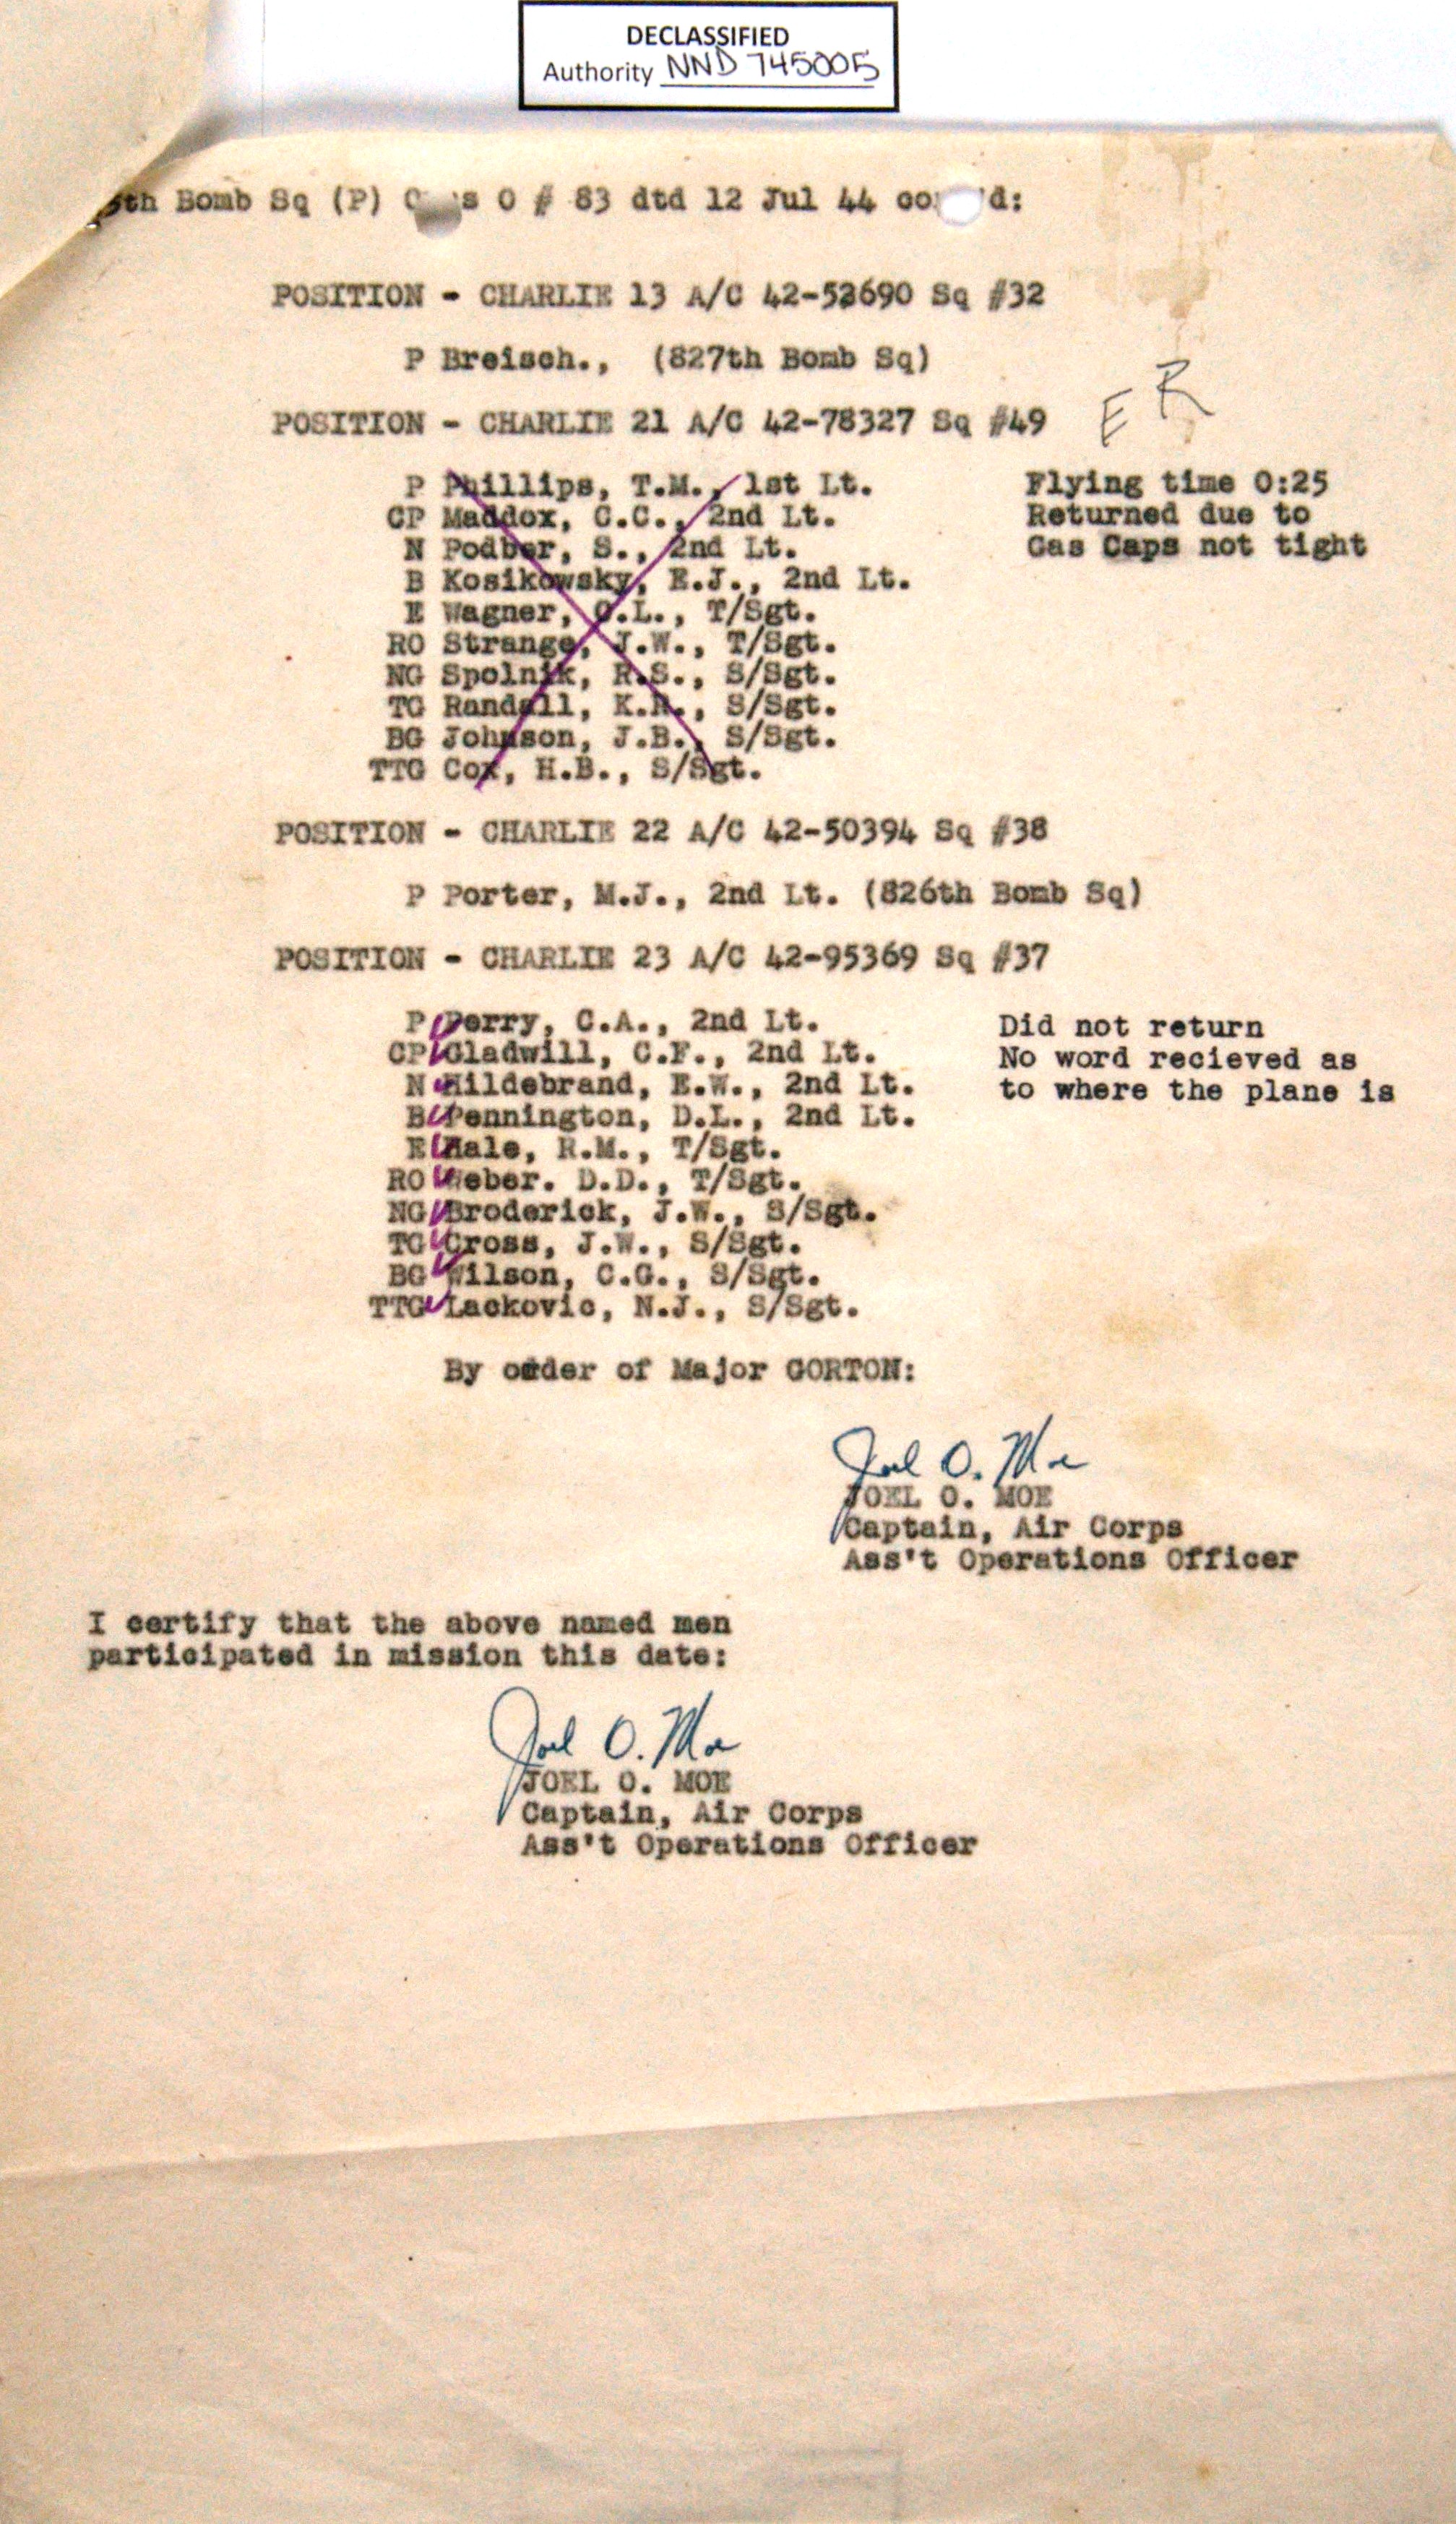 DECLASSIFIED
Authority NND 745005
th Bomb Sq (P) s O # 83 dtd 12 Jul 44 co 'd:
POSITION - CHARLIE 13 A/C 42-52690 Sq #32
P Breisch., (827th Bomb Sq)
POSITION - CHARLIE 21 A/C 42-78327 Sq #49
E R
P Phillips, T.M., 1st Lt. Flying time 0:25
CP Maddox, C.C., 2nd Lt. Returned due to
N Podber, S., 2nd Lt. Gas Caps not tight
B Kosikowsky, E.J., 2nd Lt.
E Wagner, O.L., T/Sgt.
RO Strange, J.W., T/Sgt.
NG Spolnik, R.S., S/Sgt.
TG Randall, K.R., S/Sgt.
BG Johnson, J.B., S/Sgt.
TTG Cox, H.B., S/Sgt.
POSITION - CHARLIE 22 A/C 42-50394 Sq #38
P Porter, M.J., 2nd Lt. (826th Bomb Sq)
POSITION - CHARLIE 23 A/C 42-95369 Sq #37
P Perry, C.A., 2nd Lt. Did not return
CP Gladwill, C.F., 2nd Lt. No word recieved as
N Hildebrand, E.W., 2nd Lt. to where the plane is
B Pennington, D.L., 2nd Lt.
E Hale, R.M., T/Sgt.
RO Weber. D.D., T/Sgt.
NG Broderick, J.W., S/Sgt.
TG Cross, J.W., S/Sgt.
BG Wilson, C.G., S/Sgt.
TTG Lackovic, N.J., S/Sgt.
By order of Major GORTON:
Joel O. Moe
JOEL O. MOE
Captain, Air Corps
Ass't Operations Officer
I certify that the above named men
participated in mission this date:
Joel O. Moe
JOEL O. MOE
Captain, Air Corps
Ass't Operations Officer